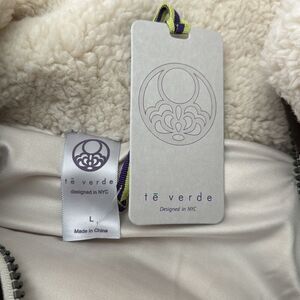 tē verde
designed in NYC
L
Made in China
tē verde
Designed in NYC